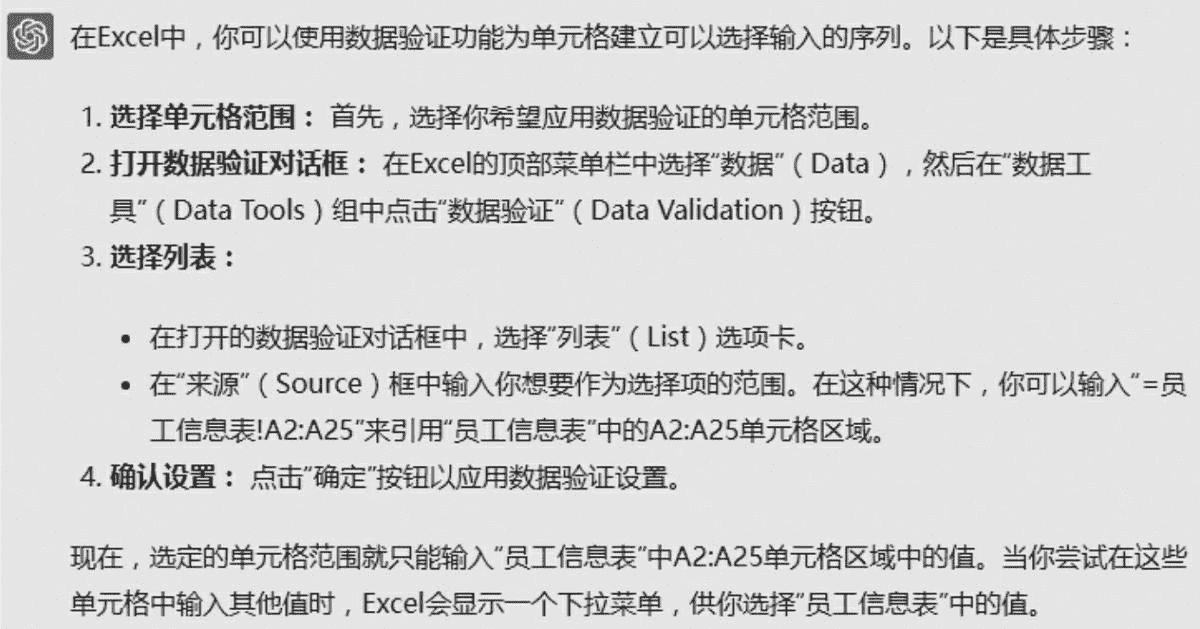 在Excel中，你可以使用数据验证功能为单元格建立可以选择输入的序列。以下是具体步骤：
1. 选择单元格范围： 首先，选择你希望应用数据验证的单元格范围。
2. 打开数据验证对话框： 在Excel的顶部菜单栏中选择“数据”（Data），然后在“数据工
具”（Data Tools）组中点击“数据验证“（Data Validation）按钮。
3. 选择列表：
• 在打开的数据验证对话框中，选择”列表”（List）选项卡。
• 在“来源”（Source）框中输入你想要作为选择项的范围。在这种情况下，你可以输入“=员
工信息表!A2:A25”来引用“员工信息表”中的A2:A25单元格区域。
4. 确认设置： 点击“确定”按钮以应用数据验证设置。
现在，选定的单元格范围就只能输入”员工信息表”中A2:A25单元格区域中的值。当你尝试在这些
单元格中输入其他值时，Excel会显示一个下拉菜单，供你选择”员工信息表”中的值。